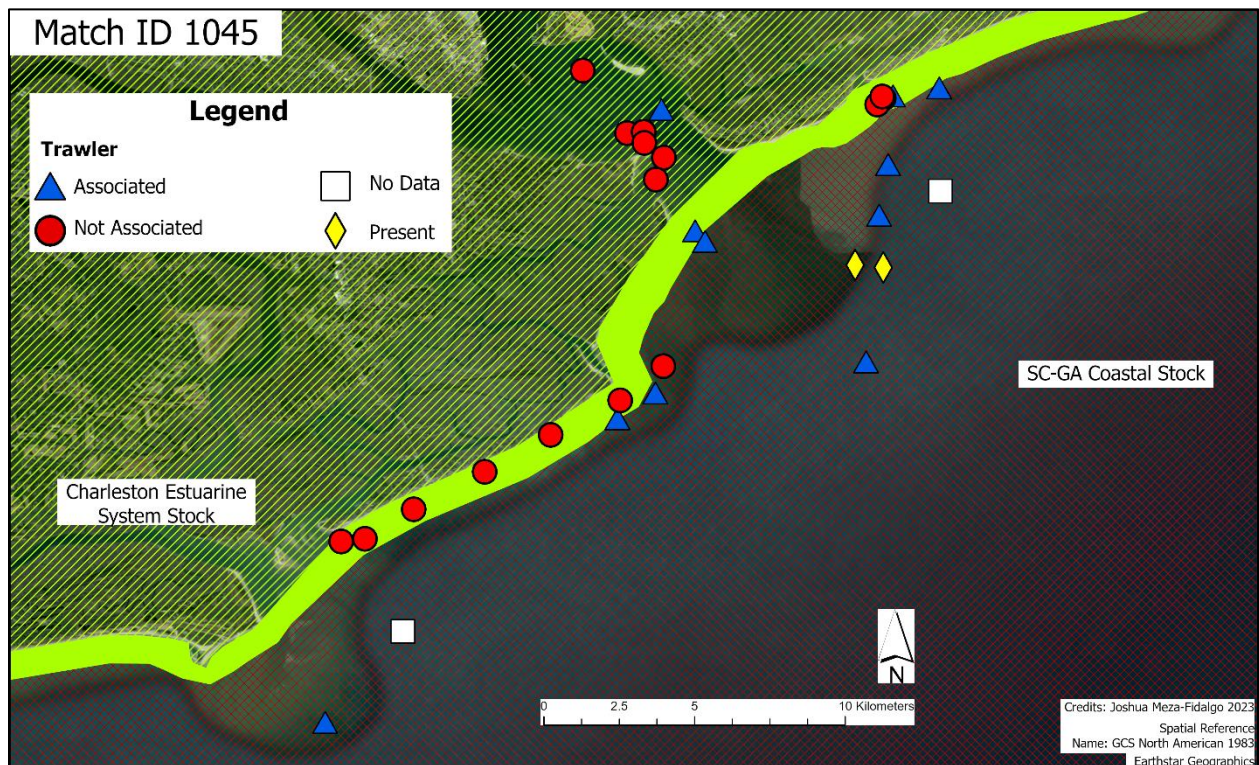 Match ID 1045
Legend
Trawler
Associated
Not Associated
No Data
Present
SC-GA Coastal Stock
Charleston Estuarine
System Stock
N
0 2.5 5 10 Kilometers
Credits: Joshua Meza-Fidalgo 2023
Spatial Reference
Name: GCS North American 1983
Earthstar Geographics